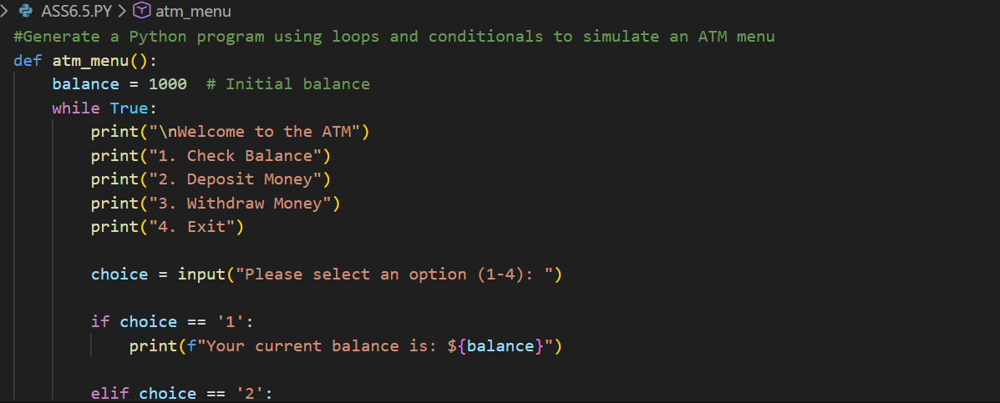 ASS6.5.PY > atm_menu
#Generate a Python program using loops and conditionals to simulate an ATM menu
def atm_menu():
    balance = 1000  # Initial balance
    while True:
        print("\nWelcome to the ATM")
        print("1. Check Balance")
        print("2. Deposit Money")
        print("3. Withdraw Money")
        print("4. Exit")
        choice = input("Please select an option (1-4): ")
        if choice == '1':
            print(f"Your current balance is: ${balance}")
        elif choice == '2':